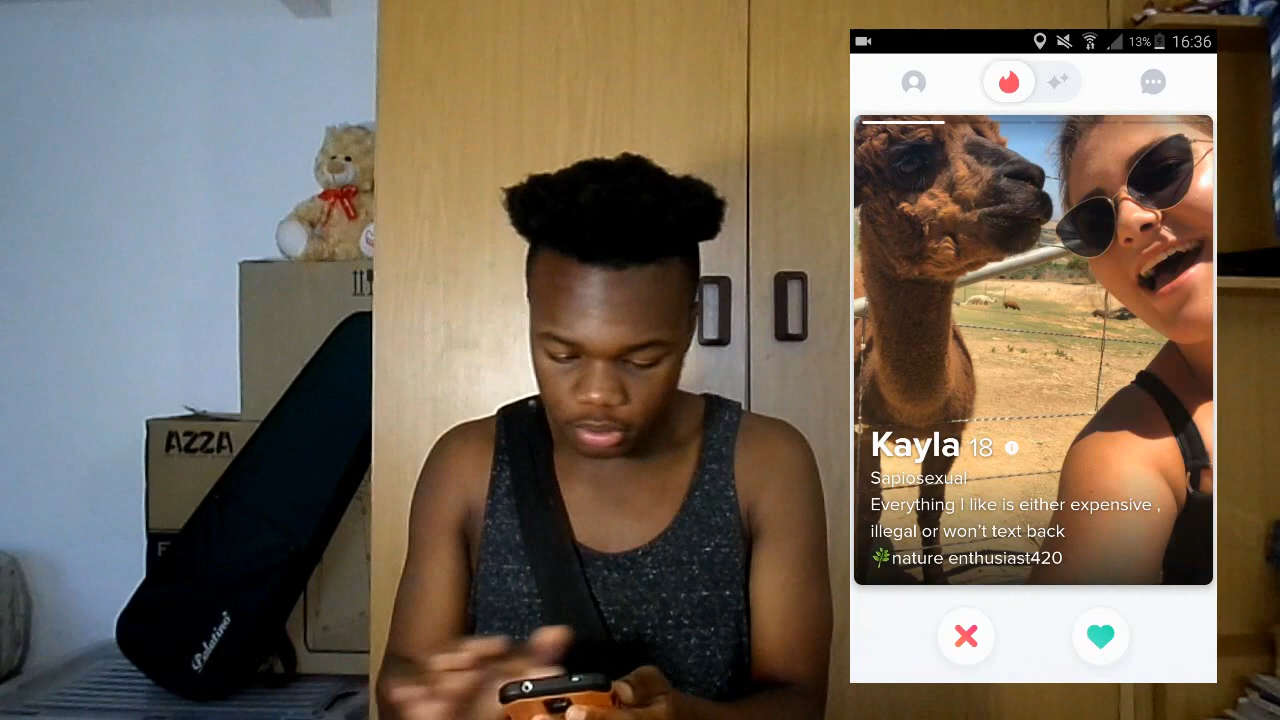 AZZA
F
Palatino
13% 16:36
Kayla 18
Sapiosexual
Everything I like is either expensive ,
illegal or won't text back
🌿nature enthusiast420